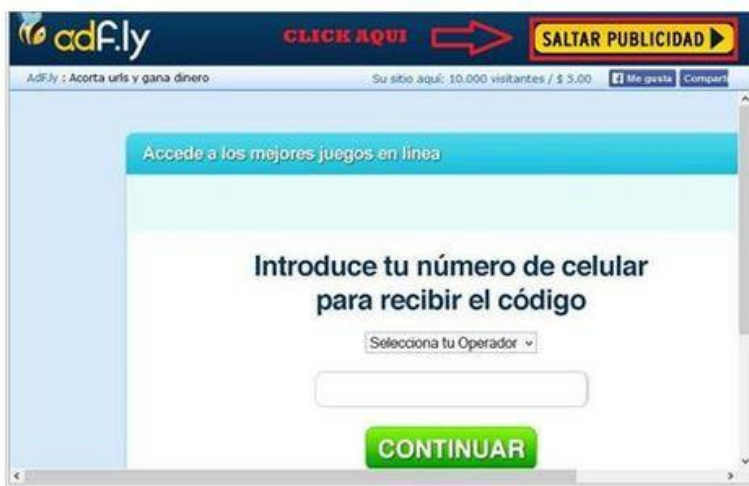 adf.ly
CLICK AQUI
SALTAR PUBLICIDAD
AdF.ly : Acorta urls y gana dinero
Su sitio aquí: 10.000 visitantes / $ 5.00
Me gusta
Compart
Accede a los mejores juegos en línea
Introduce tu número de celular
para recibir el código
Selecciona tu Operador
CONTINUAR